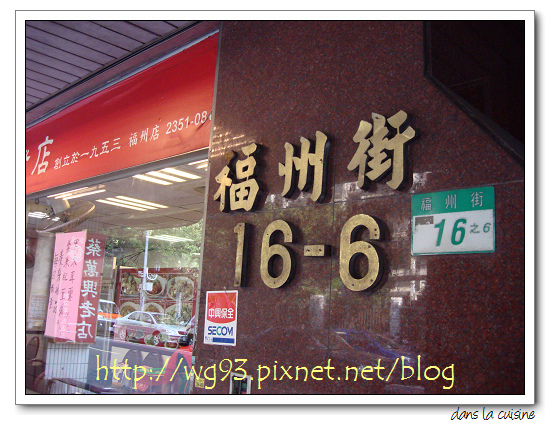 店
創立於一九五三 福州店 2351-08
福州街
16-6
福州街
16之6
蔡萬興老店
中興保全
SECOM
http://wg93.pixnet.net/blog
dans la cuisine